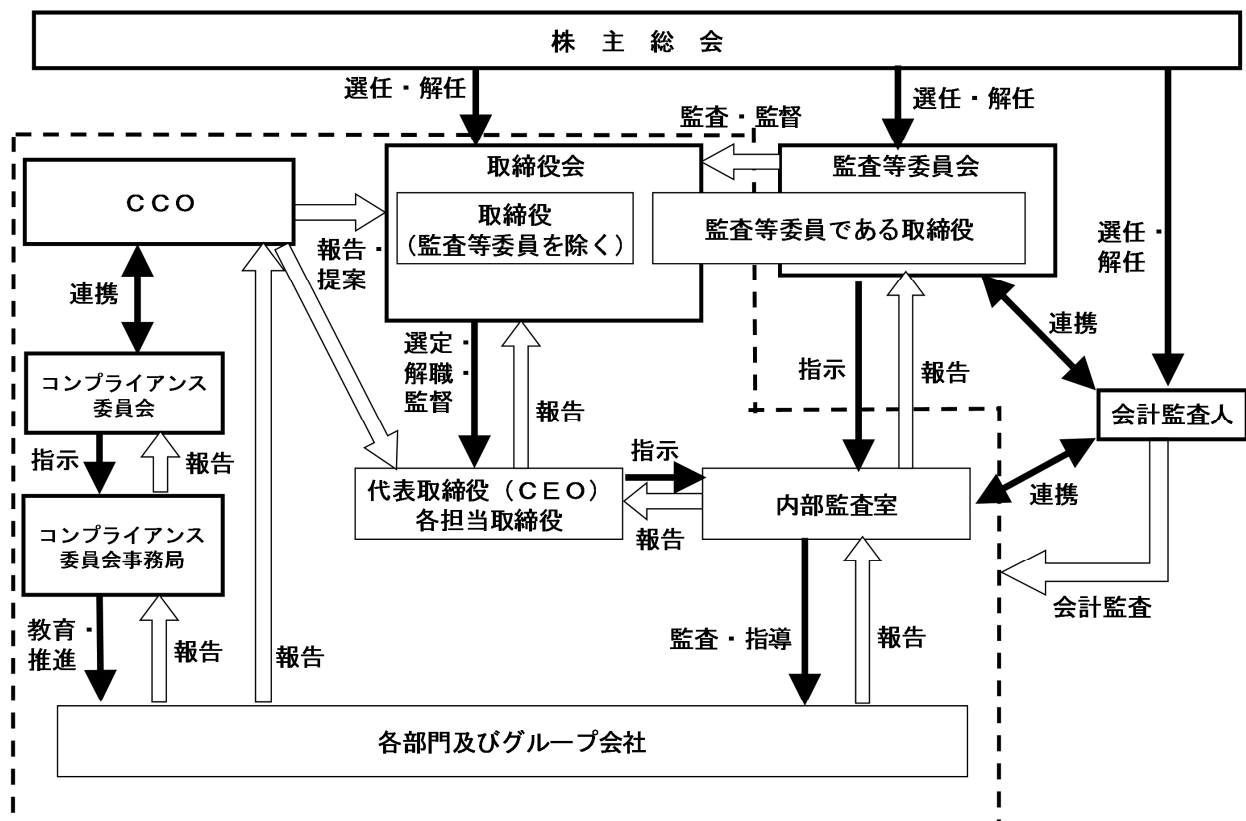 株 主 総 会
選任・解任
選任・解任
監査・監督
取締役会
監査等委員会
CCO
取締役
(監査等委員を除く)
監査等委員である取締役
報告・
提案
選任・
解任
連携
選定・
解職・
監督
報告
指示
報告
連携
コンプライアンス
委員会
会計監査人
指示
報告
指示
代表取締役(CEO)
各担当取締役
報告
内部監査室
連携
コンプライアンス
委員会事務局
会計監査
教育・
推進
報告
報告
監査・指導
報告
各部門及びグループ会社